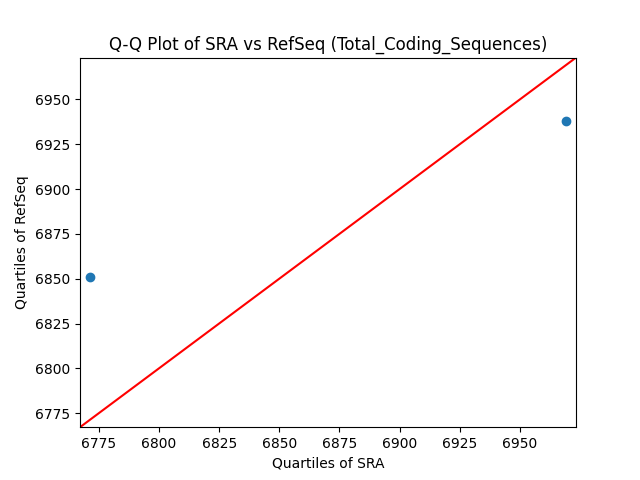 Q-Q Plot of SRA vs RefSeq (Total_Coding_Sequences)
Quartiles of RefSeq
6950
6925
6900
6875
6850
6825
6800
6775
6775 6800 6825 6850 6875 6900 6925 6950
Quartiles of SRA